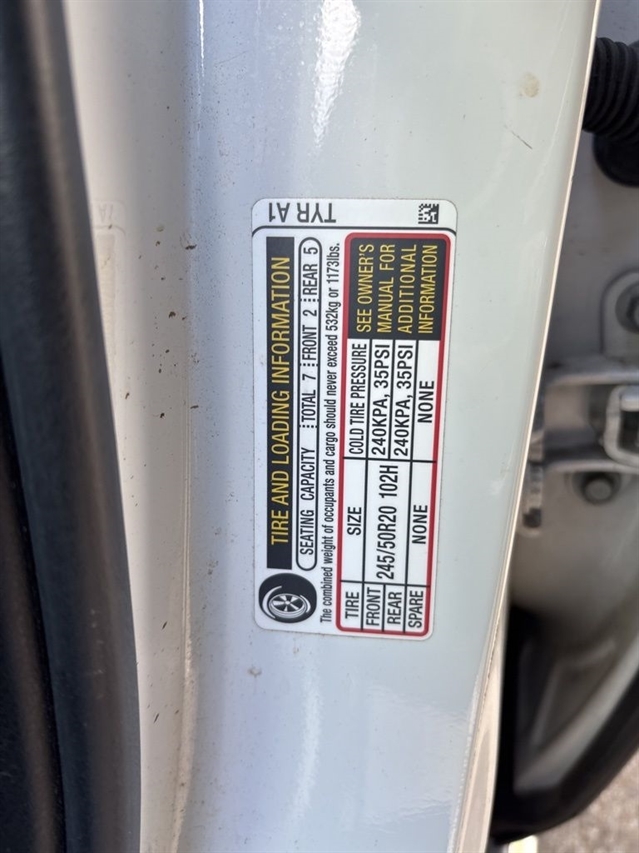 TYR A1
TIRE AND LOADING INFORMATION
SEATING CAPACITY TOTAL 7 FRONT 2 REAR 5
The combined weight of occupants and cargo should never exceed 532kg or 1173lbs.
TIRE SIZE COLD TIRE PRESSURE
FRONT 245/50R20 102H 240KPA, 35PSI
REAR 240KPA, 35PSI
SPARE NONE NONE
SEE OWNER'S
MANUAL FOR
ADDITIONAL
INFORMATION